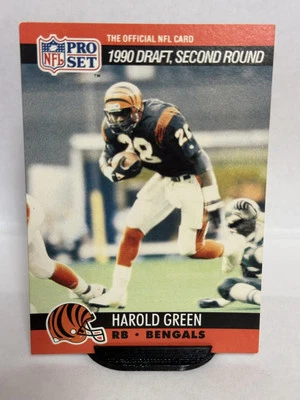 NFL PRO SET
THE OFFICIAL NFL CARD
1990 DRAFT, SECOND ROUND
28
HAROLD GREEN
RB • BENGALS